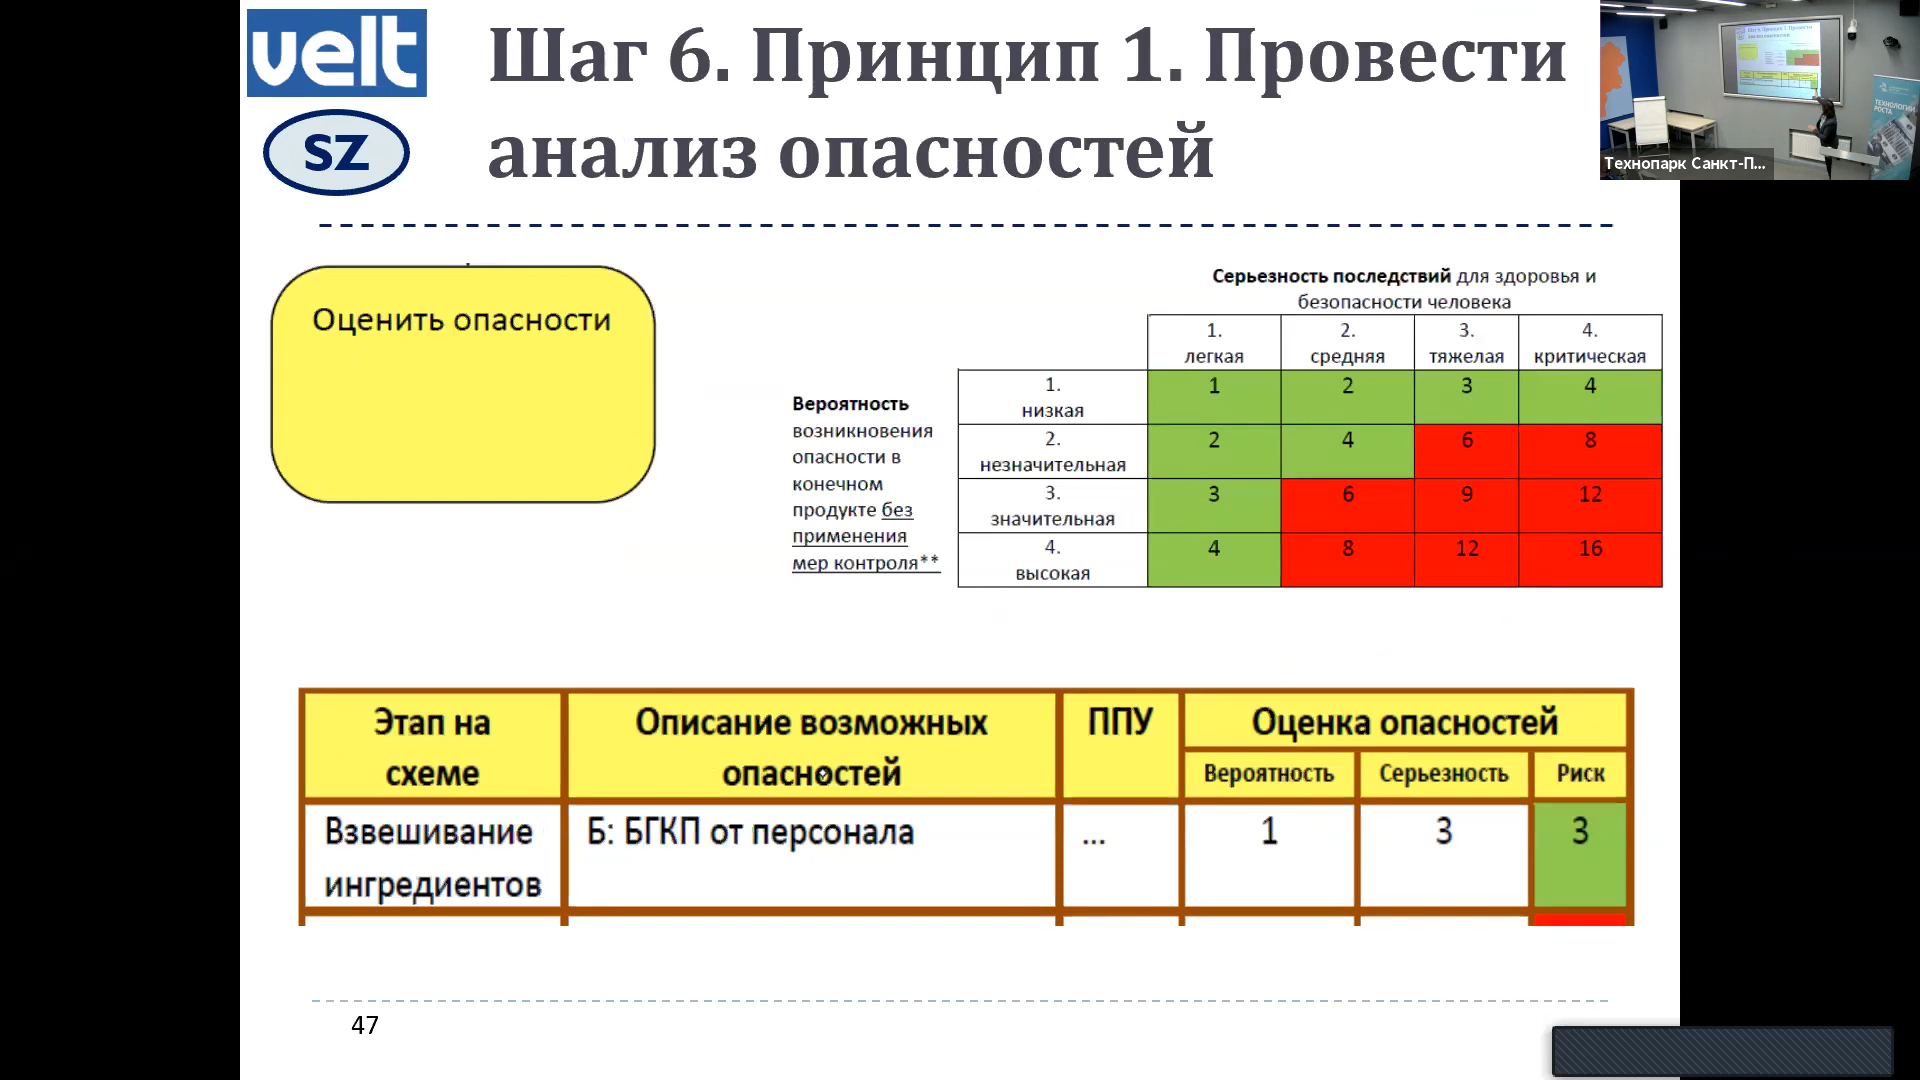 velt
SZ
Шаг 6. Принцип 1. Провести
анализ опасностей
Технопарк Санкт-П...
ТЕХНОЛОГИИ
РОСТА
Оценить опасности
Серьезность последствий для здоровья и
безопасности человека
1. 2. 3. 4.
легкая средняя тяжелая критическая
Вероятность
возникновения
опасности в
конечном
продукте без
применения
мер контроля**
1.
низкая 1 2 3 4
2.
незначительная 2 4 6 8
3.
значительная 3 6 9 12
4.
высокая 4 8 12 16
Этап на
схеме
Описание возможных
опасностей
ППУ
Оценка опасностей
Вероятность Серьезность Риск
Взвешивание
ингредиентов
Б: БГКП от персонала
... 1 3 3
47